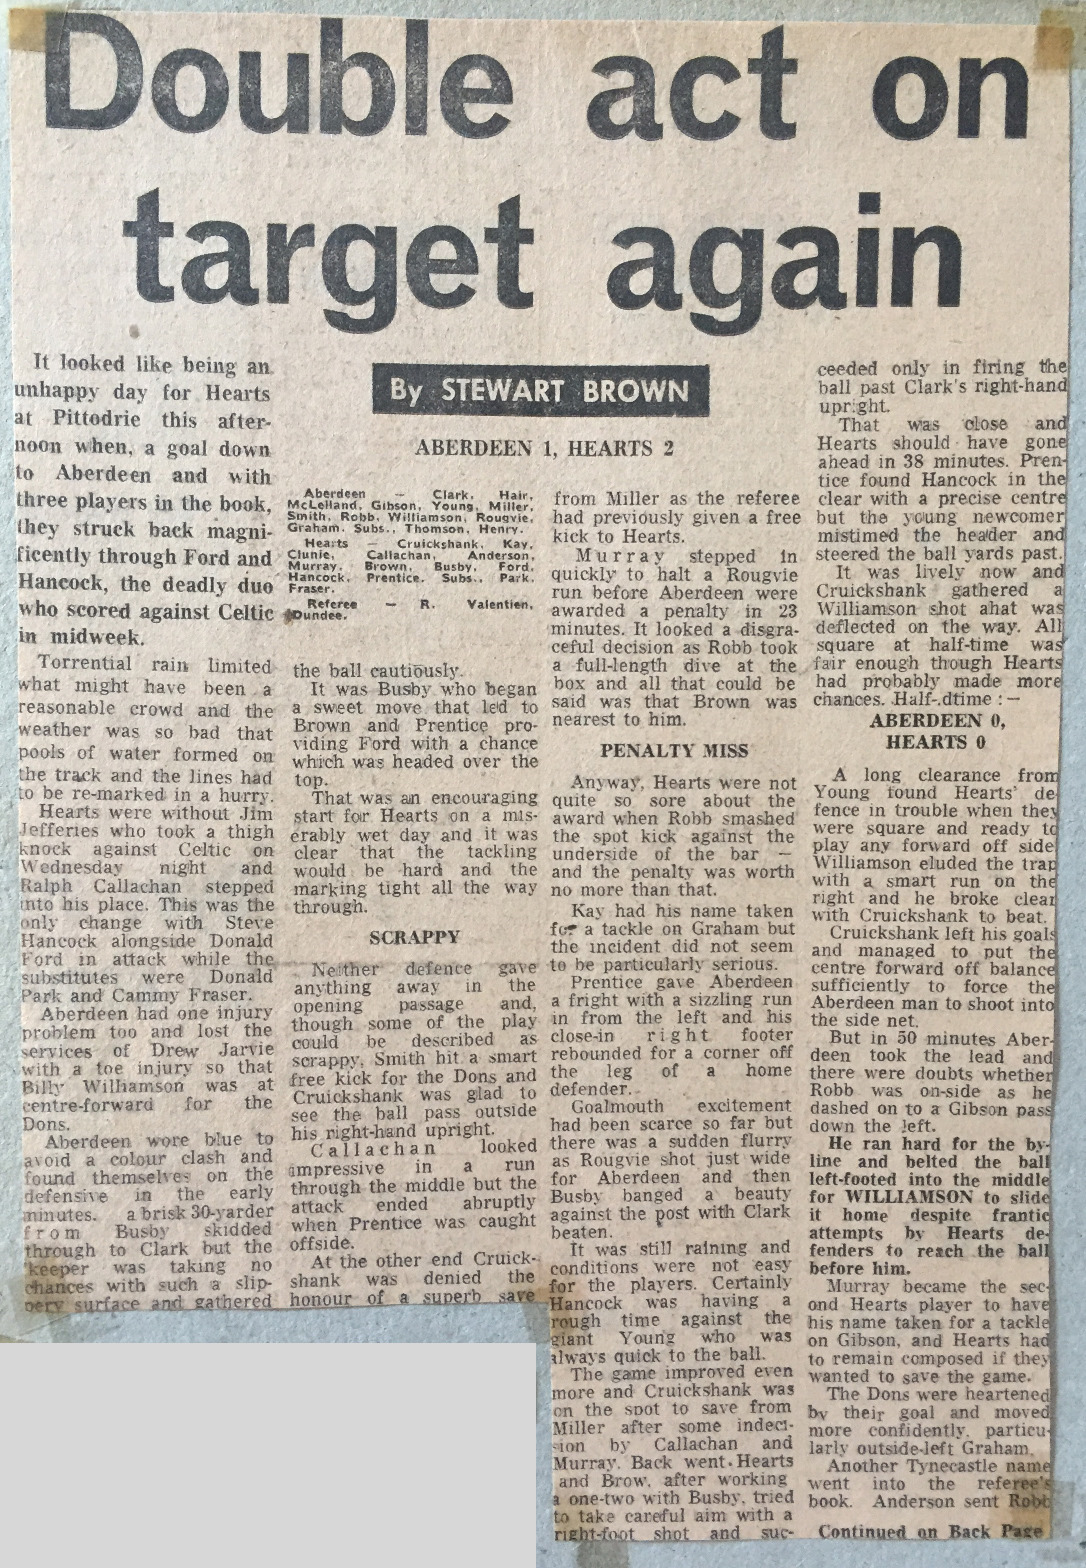 Double act on
target again
It looked like being an
unhappy day for Hearts
at Pittodrie this after-
noon when, a goal down
to Aberdeen and with
three players in the book,
they struck back magni-
ficently through Ford and
Hancock, the deadly duo
who scored against Celtic
in midweek.
Torrential rain limited
what might have been a
reasonable crowd and the
weather was so bad that
pools of water formed on
the track and the lines had
to be re-marked in a hurry.
Hearts were without Jim
Jefferies who took a thigh
knock against Celtic on
Wednesday night and
Ralph Callachan stepped
into his place. This was the
only change with Steve
Hancock alongside Donald
Ford in attack while the
substitutes were Donald
Park and Cammy Fraser.
Aberdeen had one injury
problem too and lost the
services of Drew Jarvie
with a toe injury so that
Billy Williamson was at
centre-forward for the
Dons.
Aberdeen wore blue to
avoid a colour clash and
found themselves on the
defensive in the early
minutes. a brisk 30-yarder
from Busby skidded
through to Clark but the
'keeper was taking no
chances with such a slip-
pery surface and gathered
By STEWART BROWN
ABERDEEN 1, HEARTS 2
Aberdeen — Clark, Hair,
McLelland, Gibson, Young, Miller,
Smith, Robb, Williamson, Rougvie,
Graham. Subs., Thomson, Henry.
Hearts — Cruickshank, Kay,
Clunie, Callachan, Anderson,
Murray, Brown, Busby, Ford,
Hancock, Prentice. Subs., Park,
Fraser.
Referee — R. Valentien,
Dundee.
the ball cautiously.
It was Busby who began
a sweet move that led to
Brown and Prentice pro-
viding Ford with a chance
which was headed over the
top.
That was an encouraging
start for Hearts on a mis-
erably wet day and it was
clear that the tackling
would be hard and the
marking tight all the way
through.
SCRAPPY
Neither defence gave
anything away in the
opening passage and,
though some of the play
could be described as
scrappy, Smith hit a smart
free kick for the Dons and
Cruickshank was glad to
see the ball pass outside
his right-hand upright.
Callachan looked
impressive in a run
through the middle but the
attack ended abruptly
when Prentice was caught
offside.
At the other end Cruick-
shank was denied the
honour of a superb save
from Miller as the referee
had previously given a free
kick to Hearts.
Murray stepped in
quickly to halt a Rougvie
run before Aberdeen were
awarded a penalty in 23
minutes. It looked a disgra-
ceful decision as Robb took
a full-length dive at the
box and all that could be
said was that Brown was
nearest to him.
PENALTY MISS
Anyway, Hearts were not
quite so sore about the
award when Robb smashed
the spot kick against the
underside of the bar —
and the penalty was worth
no more than that.
Kay had his name taken
for a tackle on Graham but
the incident did not seem
to be particularly serious.
Prentice gave Aberdeen
a fright with a sizzling run
in from the left and his
close-in right footer
rebounded for a corner off
the leg of a home
defender.
Goalmouth excitement
had been scarce so far but
there was a sudden flurry
as Rougvie shot just wide
for Aberdeen and then
Busby banged a beauty
against the post with Clark
beaten.
It was still raining and
conditions were not easy
for the players. Certainly
Hancock was having a
rough time against the
giant Young who was
always quick to the ball.
The game improved even
more and Cruickshank was
on the spot to save from
Miller after some indeci-
sion by Callachan and
Murray. Back went Hearts
and Brow, after working
a one-two with Busby, tried
to take careful aim with a
right-foot shot and suc-
ceeded only in firing the
ball past Clark's right-hand
upright.
That was close and
Hearts should have gone
ahead in 38 minutes. Pren-
tice found Hancock in the
clear with a precise centre
but the young newcomer
mistimed the header and
steered the ball yards past.
It was lively now and
Cruickshank gathered a
Williamson shot ahat was
deflected on the way. All
square at half-time was
fair enough though Hearts
had probably made more
chances. Half-.dtime : —
ABERDEEN 0,
HEARTS 0
A long clearance from
Young found Hearts' de-
fence in trouble when they
were square and ready to
play any forward off side
Williamson eluded the trap
with a smart run on the
right and he broke clear
with Cruickshank to beat.
Cruickshank left his goals
and managed to put the
centre forward off balance
sufficiently to force the
Aberdeen man to shoot into
the side net.
But in 50 minutes Aber-
deen took the lead and
there were doubts whether
Robb was on-side as he
dashed on to a Gibson pass
down the left.
He ran hard for the by-
line and belted the ball
left-footed into the middle
for WILLIAMSON to slide
it home despite frantic
attempts by Hearts de-
fenders to reach the ball
before him.
Murray became the sec-
ond Hearts player to have
his name taken for a tackle
on Gibson, and Hearts had
to remain composed if they
wanted to save the game.
The Dons were heartened
by their goal and moved
more confidently, particu-
larly outside-left Graham.
Another Tynecastle name
went into the referee's
book. Anderson sent Robb
Continued on Back Page